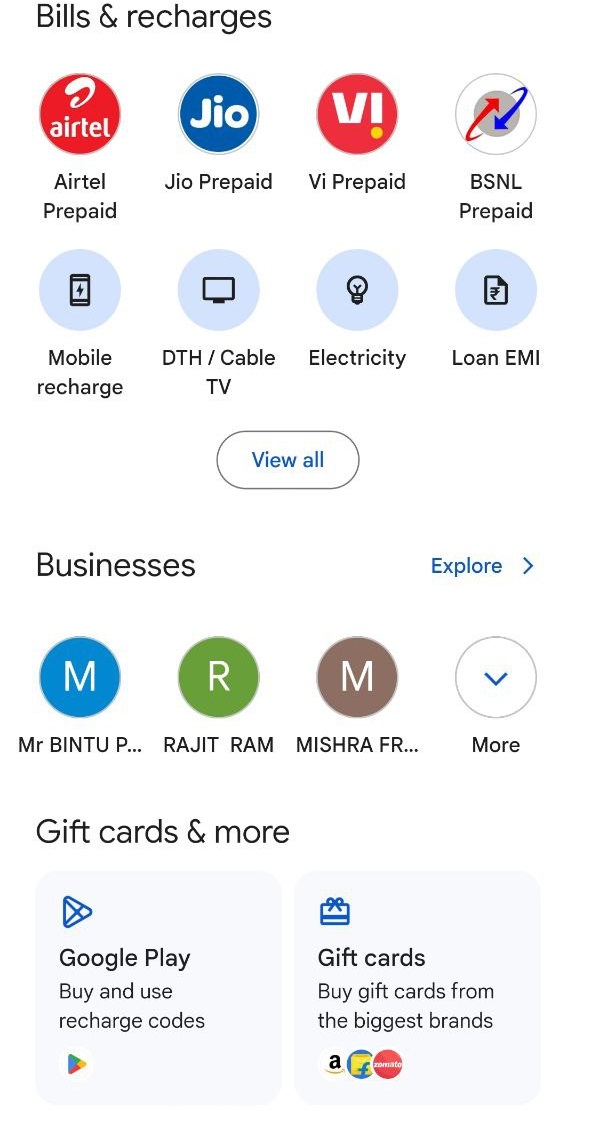 Bills & recharges
airtel
Jio
VI
Airtel Prepaid
Jio Prepaid
Vi Prepaid
BSNL Prepaid
Mobile recharge
DTH / Cable TV
Electricity
Loan EMI
View all
Businesses
Explore
M
R
M
Mr BINTU P...
RAJIT RAM
MISHRA FR...
More
Gift cards & more
Google Play
Buy and use
recharge codes
Gift cards
Buy gift cards from
the biggest brands
a
zomato